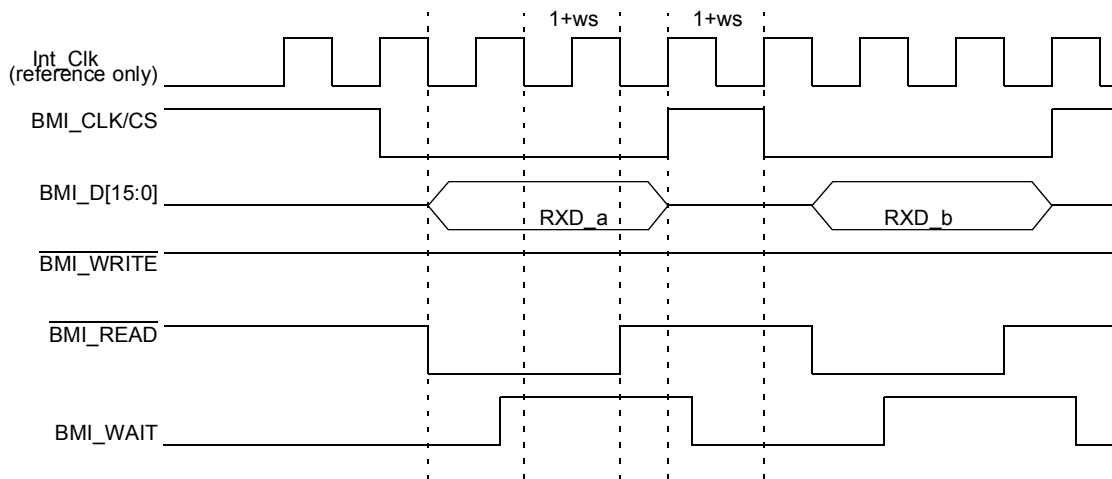 1+ws 1+ws
Int_Clk
(reference only)
BMI_CLK/CS
BMI_D[15:0]
RXD_a RXD_b
BMI_WRITE
BMI_READ
BMI_WAIT